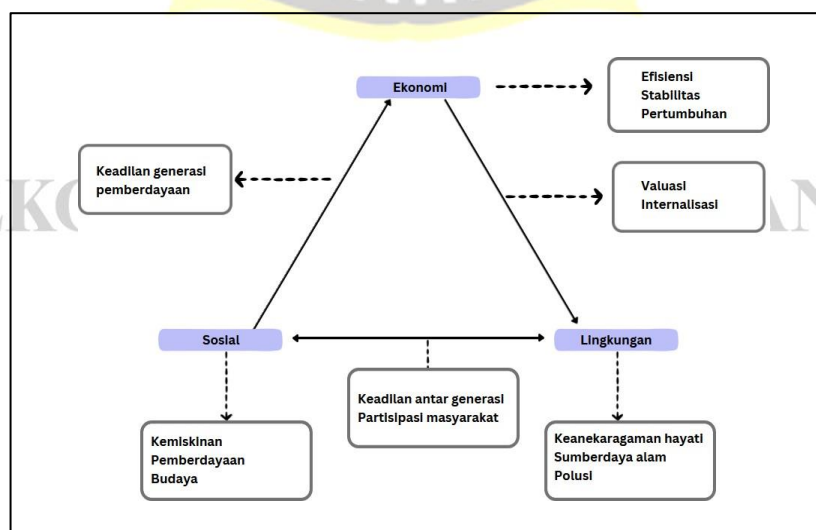 Ekonomi
Efisiensi
Stabilitas
Pertumbuhan
Keadilan generasi
pemberdayaan
Valuasi
Internalisasi
Sosial
Lingkungan
Keadilan antar generasi
Partisipasi masyarakat
Kemiskinan
Pemberdayaan
Budaya
Keanekaragaman hayati
Sumberdaya alam
Polusi